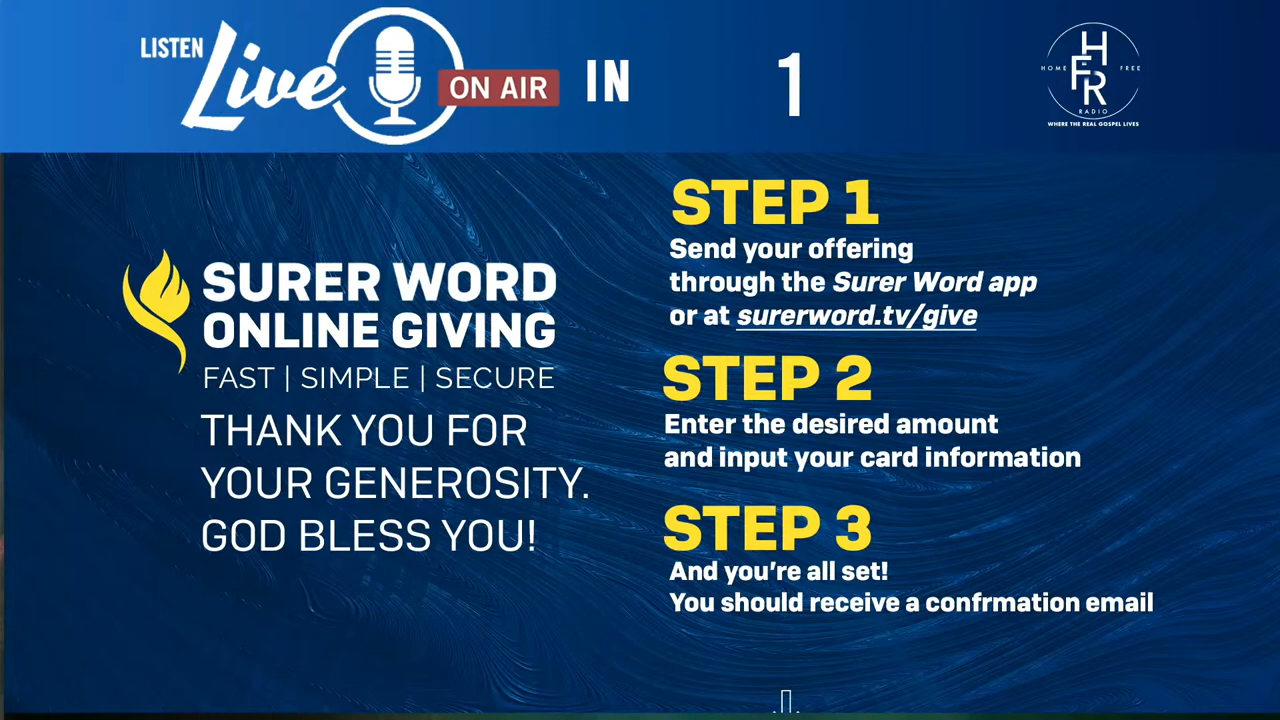 LISTEN Live ON AIR IN 1
HFR
HOME FREE
RADIO
WHERE THE REAL GOSPEL LIVES
SURER WORD
ONLINE GIVING
FAST | SIMPLE | SECURE
THANK YOU FOR
YOUR GENEROSITY.
GOD BLESS YOU!
STEP 1
Send your offering
through the Surer Word app
or at surerword.tv/give
STEP 2
Enter the desired amount
and input your card information
STEP 3
And you’re all set!
You should receive a confrmation email